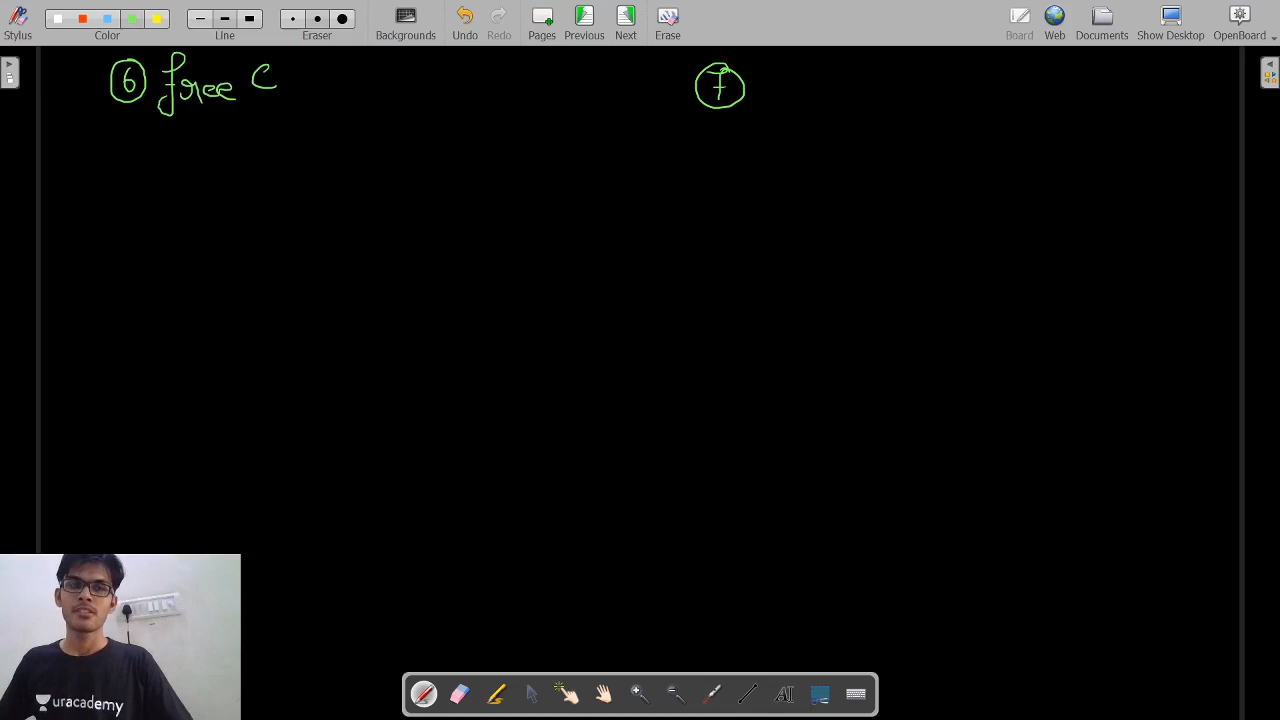 Stylus
Color
Line
Eraser
Backgrounds
Undo
Redo
Pages
Previous
Next
Erase
Board
Web
Documents
Show Desktop
OpenBoard
⑥ free C
⑦
uracademy